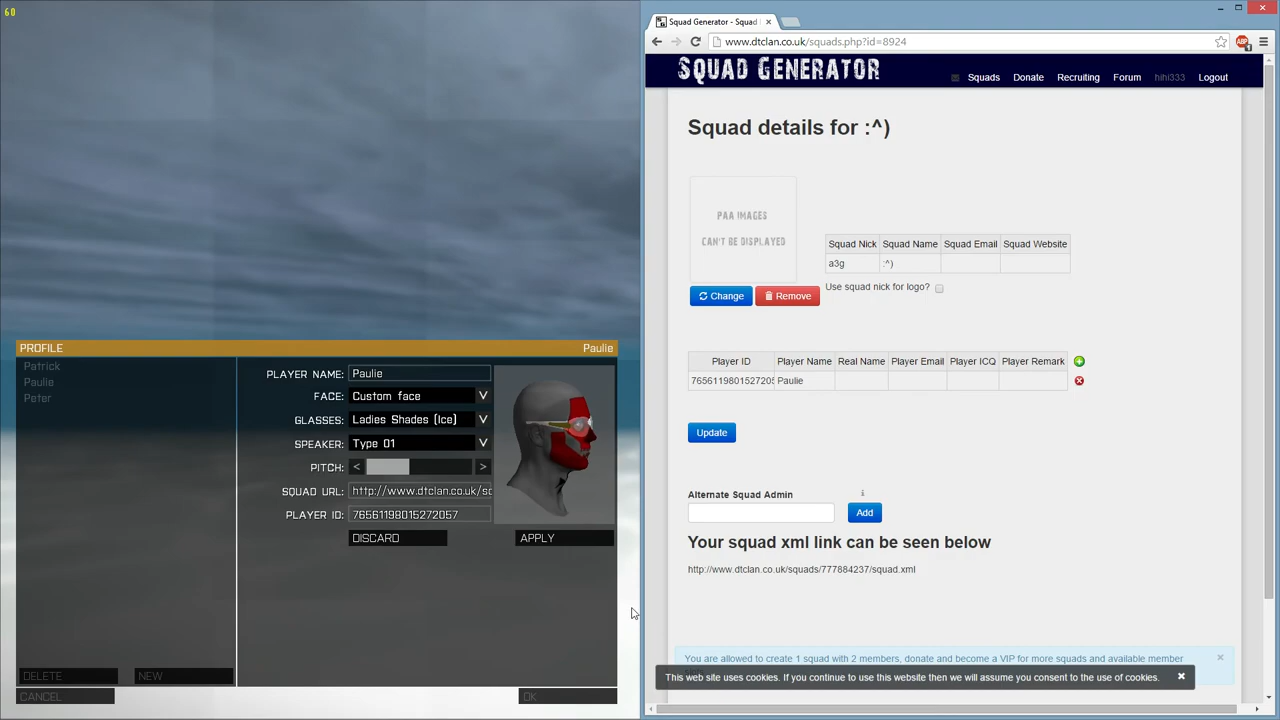 60
PROFILE Paulie
Patrick
Paulie
Peter
PLAYER NAME: Paulie
FACE: Custom face
GLASSES: Ladies Shades (Ice)
SPEAKER: Type 01
PITCH: < >
SQUAD URL: http://www.dtclan.co.uk/sq
PLAYER ID: 76561198015272057
DISCARD APPLY
DELETE NEW
CANCEL OK
Squad Generator - Squad
www.dtclan.co.uk/squads.php?id=8924
ABP
SQUAD GENERATOR Squads Donate Recruiting Forum hihi333 Logout
Squad details for :^)
PAA IMAGES
CAN'T BE DISPLAYED
Squad Nick Squad Name Squad Email Squad Website
a3g :^)
Change Remove Use squad nick for logo?
Player ID Player Name Real Name Player Email Player ICQ Player Remark
7656119801527205 Paulie
Update
Alternate Squad Admin
Add
Your squad xml link can be seen below
http://www.dtclan.co.uk/squads/777884237/squad.xml
You are allowed to create 1 squad with 2 members, donate and become a VIP for more squads and available member
This web site uses cookies. If you continue to use this website then we will assume you consent to the use of cookies.